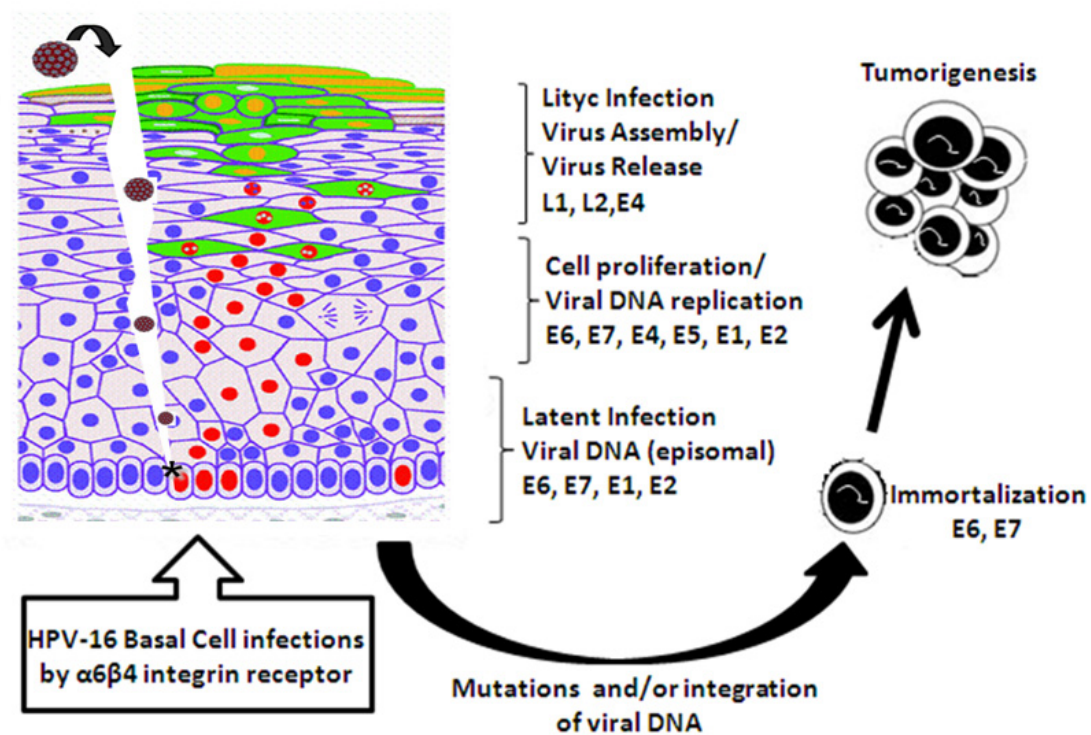 Lityc Infection
Virus Assembly/
Virus Release
L1, L2,E4
Cell proliferation/
Viral DNA replication
E6, E7, E4, E5, E1, E2
Latent Infection
Viral DNA (episomal)
E6, E7, E1, E2
*
HPV-16 Basal Cell infections
by α6β4 integrin receptor
Mutations and/or integration
of viral DNA
Immortalization
E6, E7
Tumorigenesis